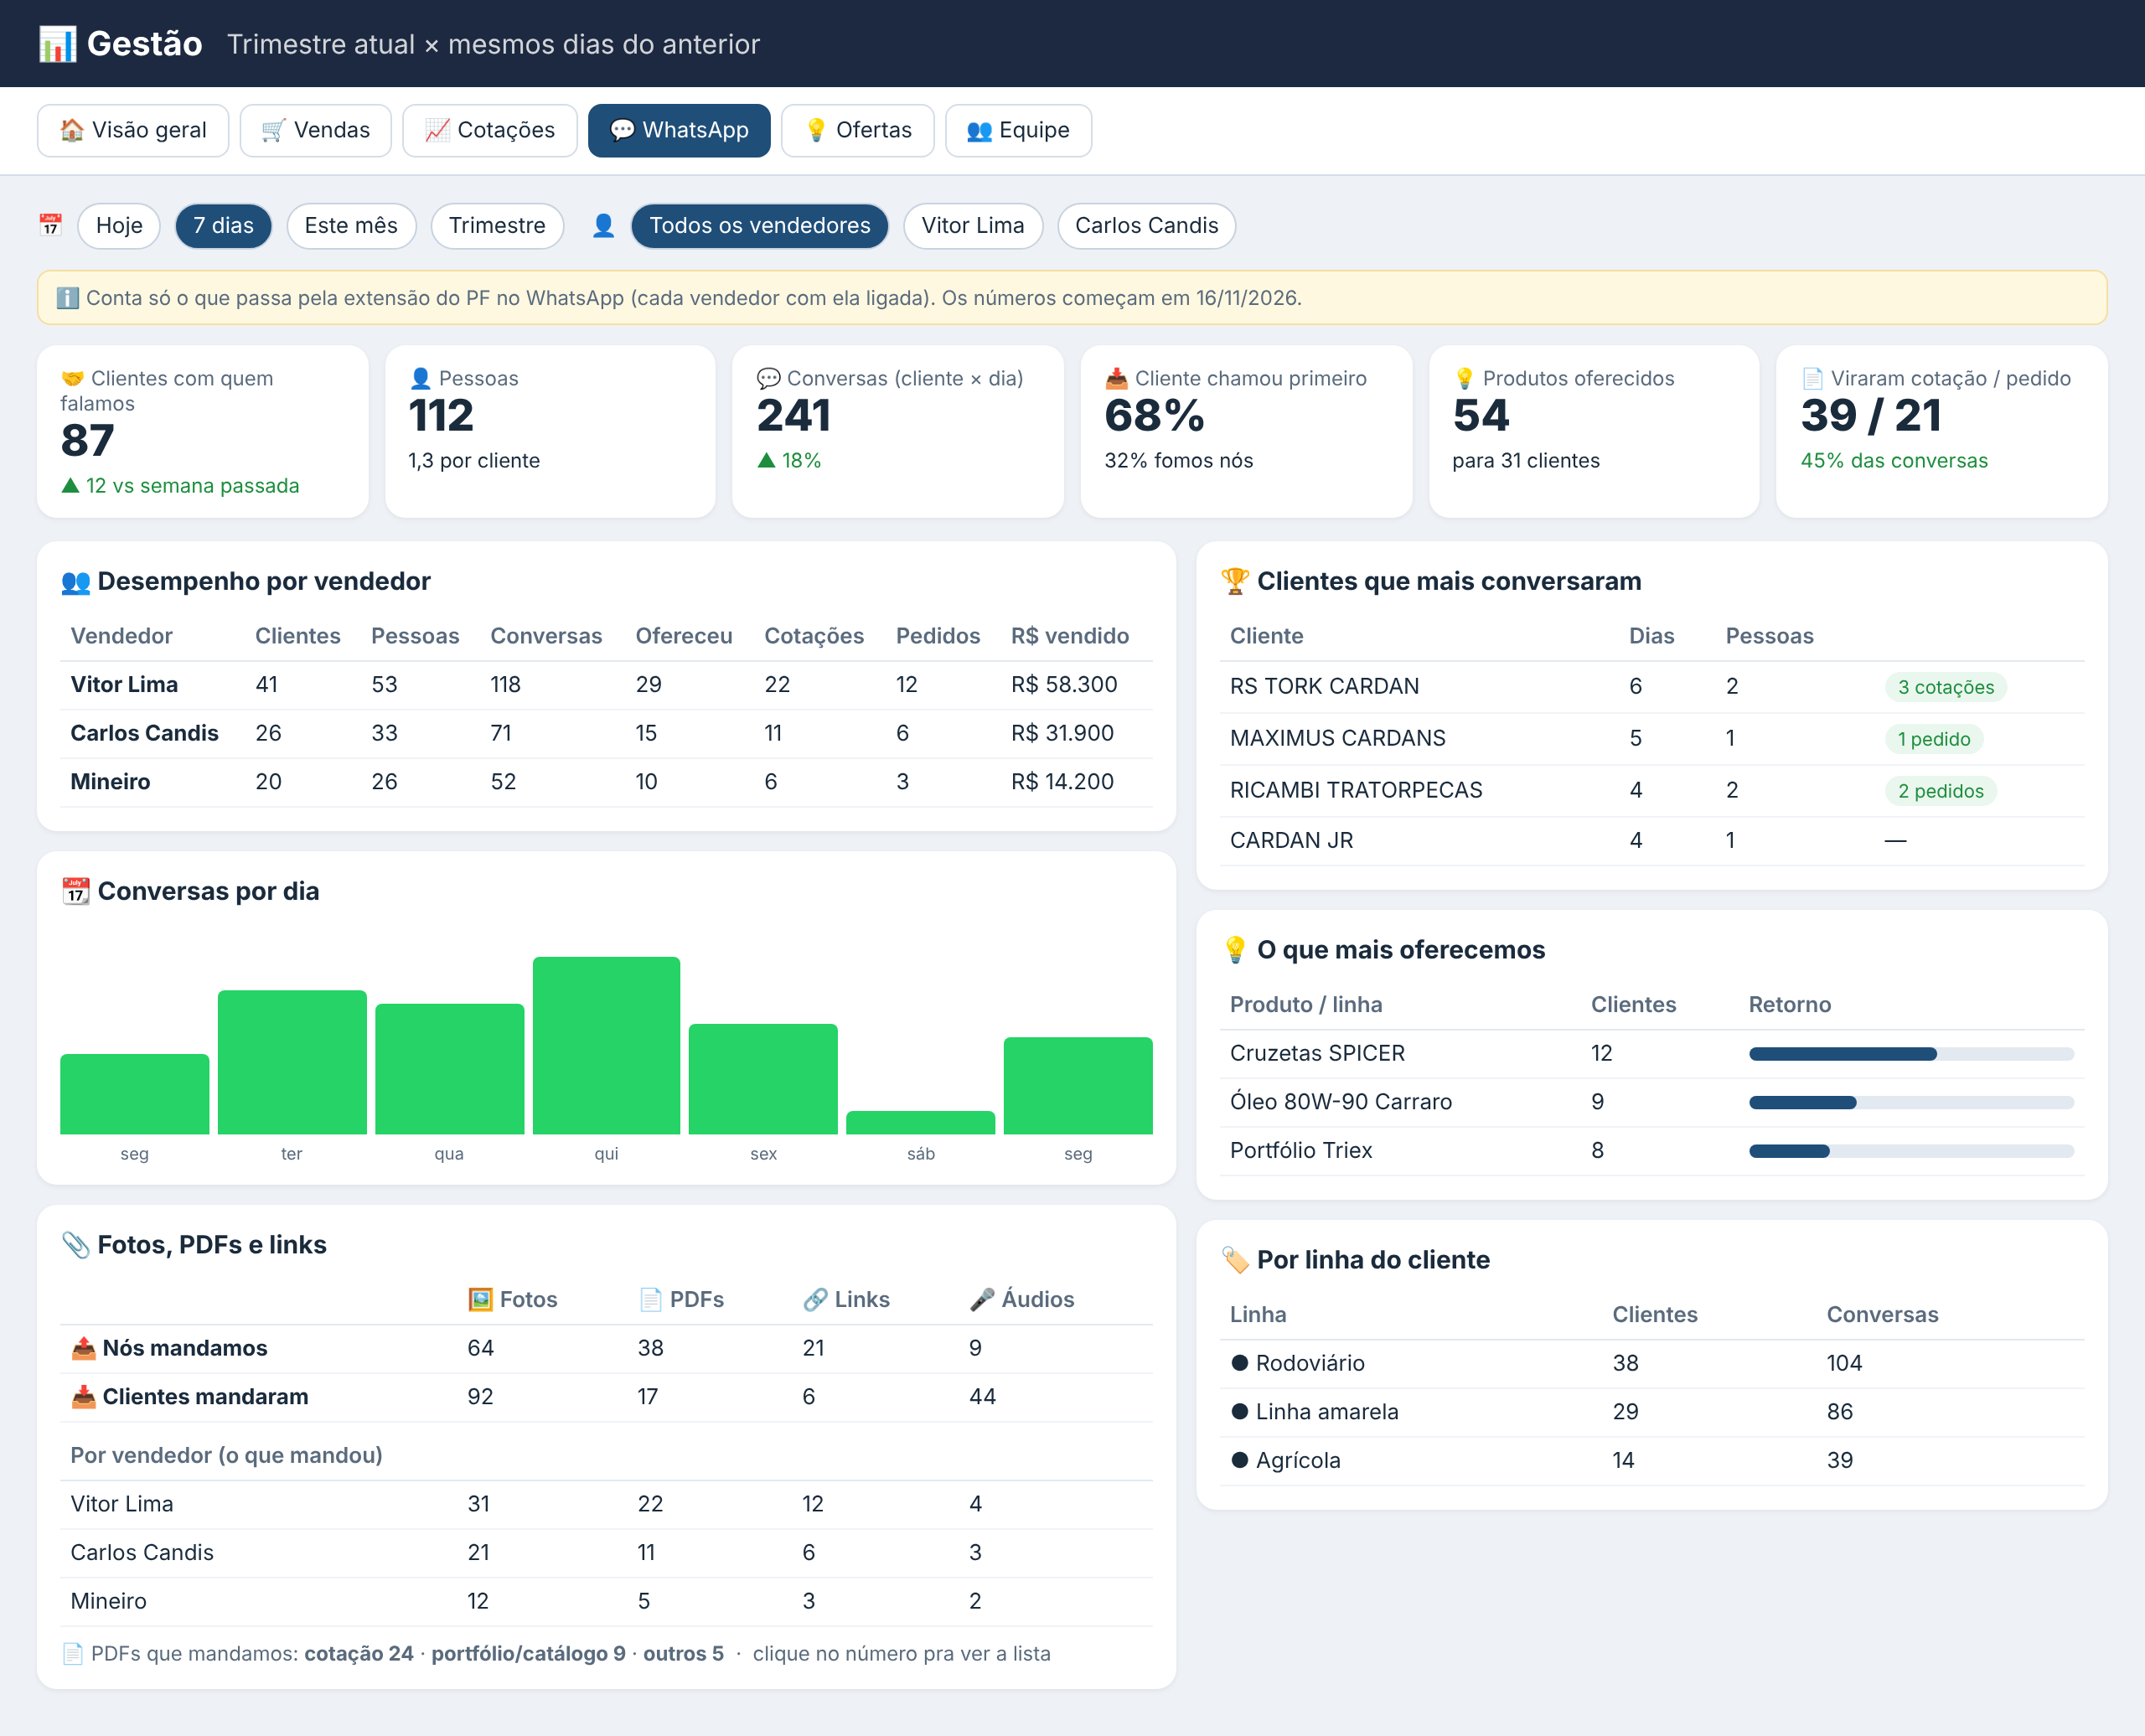 📊 Gestão Trimestre atual × mesmos dias do anterior
🏠 Visão geral 🛒 Vendas 📈 Cotações 💬 WhatsApp 💡 Ofertas 👥 Equipe
📅 Hoje 7 dias Este mês Trimestre 👤 Todos os vendedores Vitor Lima Carlos Candis
ℹ️ Conta só o que passa pela extensão do PF no WhatsApp (cada vendedor com ela ligada). Os números começam em 16/11/2026.
🤝 Clientes com quem
falamos
87
▲ 12 vs semana passada
👤 Pessoas
112
1,3 por cliente
💬 Conversas (cliente × dia)
241
▲ 18%
📥 Cliente chamou primeiro
68%
32% fomos nós
💡 Produtos oferecidos
54
para 31 clientes
📄 Viraram cotação / pedido
39 / 21
45% das conversas
👥 Desempenho por vendedor
Vendedor Clientes Pessoas Conversas Ofereceu Cotações Pedidos R$ vendido
Vitor Lima 41 53 118 29 22 12 R$ 58.300
Carlos Candis 26 33 71 15 11 6 R$ 31.900
Mineiro 20 26 52 10 6 3 R$ 14.200
📆 Conversas por dia
seg ter qua qui sex sáb seg
📎 Fotos, PDFs e links
🖼️ Fotos 📄 PDFs 🔗 Links 🎤 Áudios
📤 Nós mandamos 64 38 21 9
📥 Clientes mandaram 92 17 6 44
Por vendedor (o que mandou)
Vitor Lima 31 22 12 4
Carlos Candis 21 11 6 3
Mineiro 12 5 3 2
📄 PDFs que mandamos: cotação 24 · portfólio/catálogo 9 · outros 5 · clique no número pra ver a lista
🏆 Clientes que mais conversaram
Cliente Dias Pessoas
RS TORK CARDAN 6 2 3 cotações
MAXIMUS CARDANS 5 1 1 pedido
RICAMBI TRATORPECAS 4 2 2 pedidos
CARDAN JR 4 1 —
💡 O que mais oferecemos
Produto / linha Clientes Retorno
Cruzetas SPICER 12
Óleo 80W-90 Carraro 9
Portfólio Triex 8
🏷️ Por linha do cliente
Linha Clientes Conversas
● Rodoviário 38 104
● Linha amarela 29 86
● Agrícola 14 39